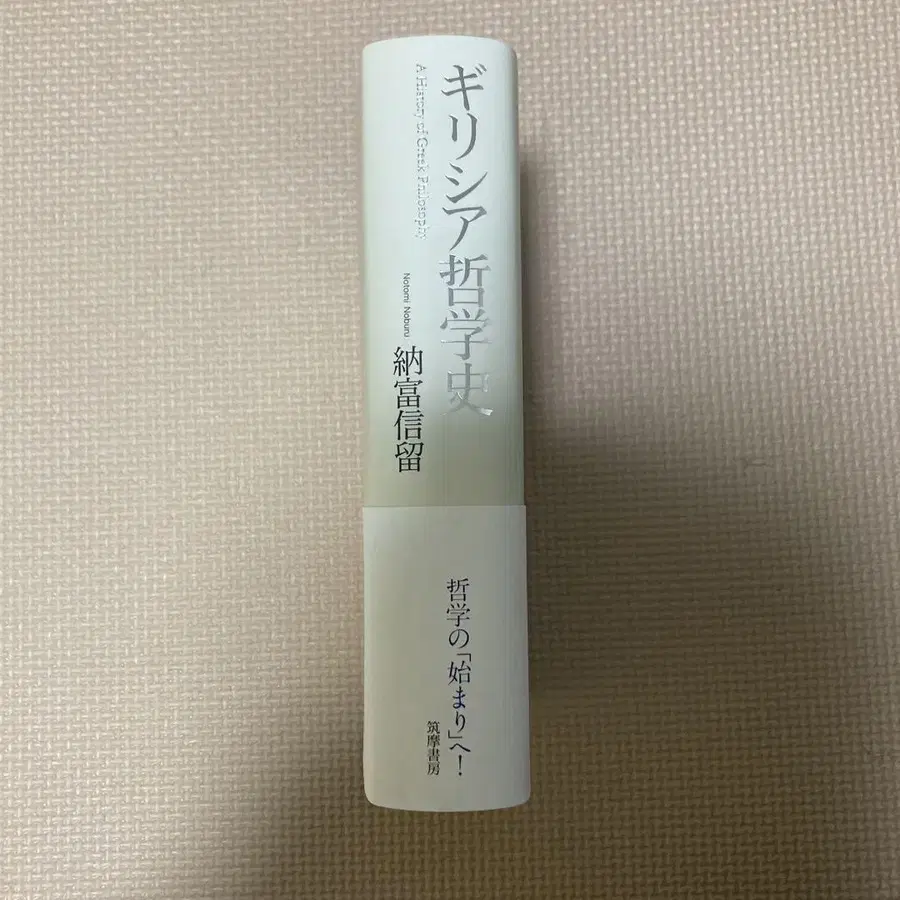 ギリシア哲学史
A History of Greek Philosophy
Notomi Noburu
納富信留
哲学の「始まり」へ!
筑摩書房